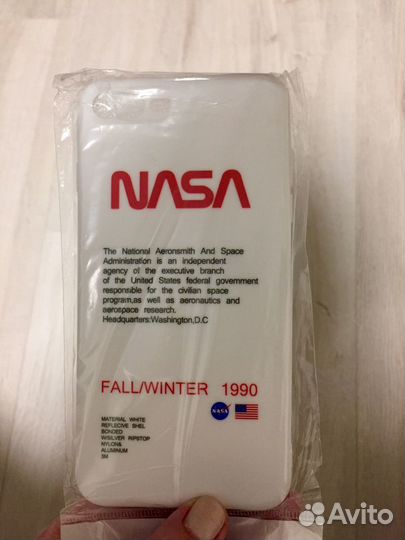 NASA
The National Aeronsmith And Space
Administration is an independent
agency of the executive branch
of the United States federal government
responsible for the civilian space
program,as well as aeronautics and
aerospace research.
Headquarters:Washington,D.C
FALL/WINTER 1990
NASA
MATERIAL WHITE
REFLECIVE SHEL
BONDED
W/SILVER RIPSTOP
NYLON&
ALUMINUM
3M
Avito